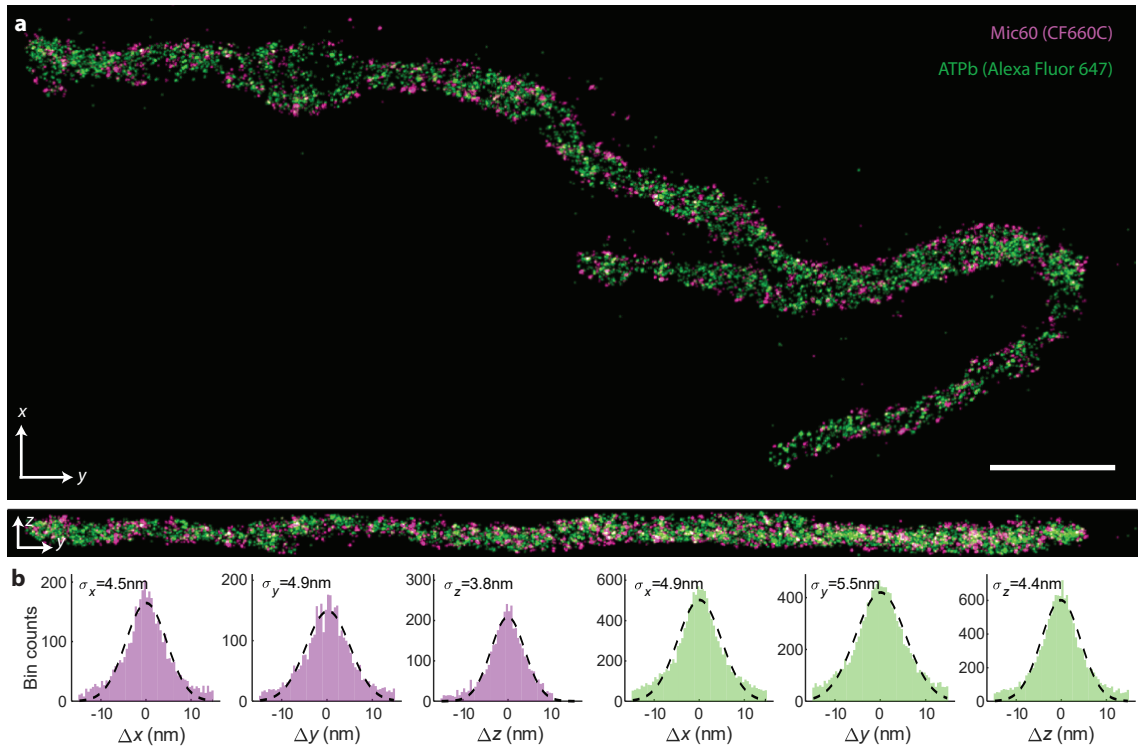 a
Mic60 (CF660C)
ATPb (Alexa Fluor 647)
x
y
z
y
b
σx=4.5nm
σy=4.9nm
σz=3.8nm
σx=4.9nm
σy=5.5nm
σz=4.4nm
Bin counts
200
100
0
200
100
0
300
200
100
0
600
400
200
0
400
200
0
600
400
200
0
-10 0 10
-10 0 10
-10 0 10
-10 0 10
-10 0 10
-10 0 10
Δx (nm)
Δy (nm)
Δz (nm)
Δx (nm)
Δy (nm)
Δz (nm)